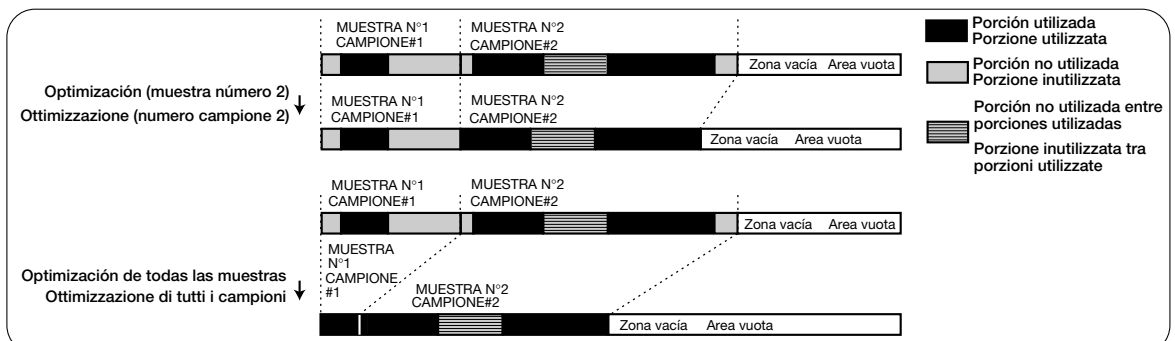 MUESTRA N°1
CAMPIONE#1
MUESTRA N°2
CAMPIONE#2
Zona vacía Area vuota
Optimización (muestra número 2)
Ottimizzazione (numero campione 2)
MUESTRA N°1
CAMPIONE#1
MUESTRA N°2
CAMPIONE#2
Zona vacía Area vuota
MUESTRA N°1
CAMPIONE#1
MUESTRA N°2
CAMPIONE#2
Zona vacía Area vuota
Optimización de todas las muestras
Ottimizzazione di tutti i campioni
MUESTRA
N°1
CAMPIONE
#1
MUESTRA N°2
CAMPIONE#2
Zona vacía Area vuota
Porción utilizada
Porzione utilizzata
Porción no utilizada
Porzione inutilizzata
Porción no utilizada entre
porciones utilizadas
Porzione inutilizzata tra
porzioni utilizzate